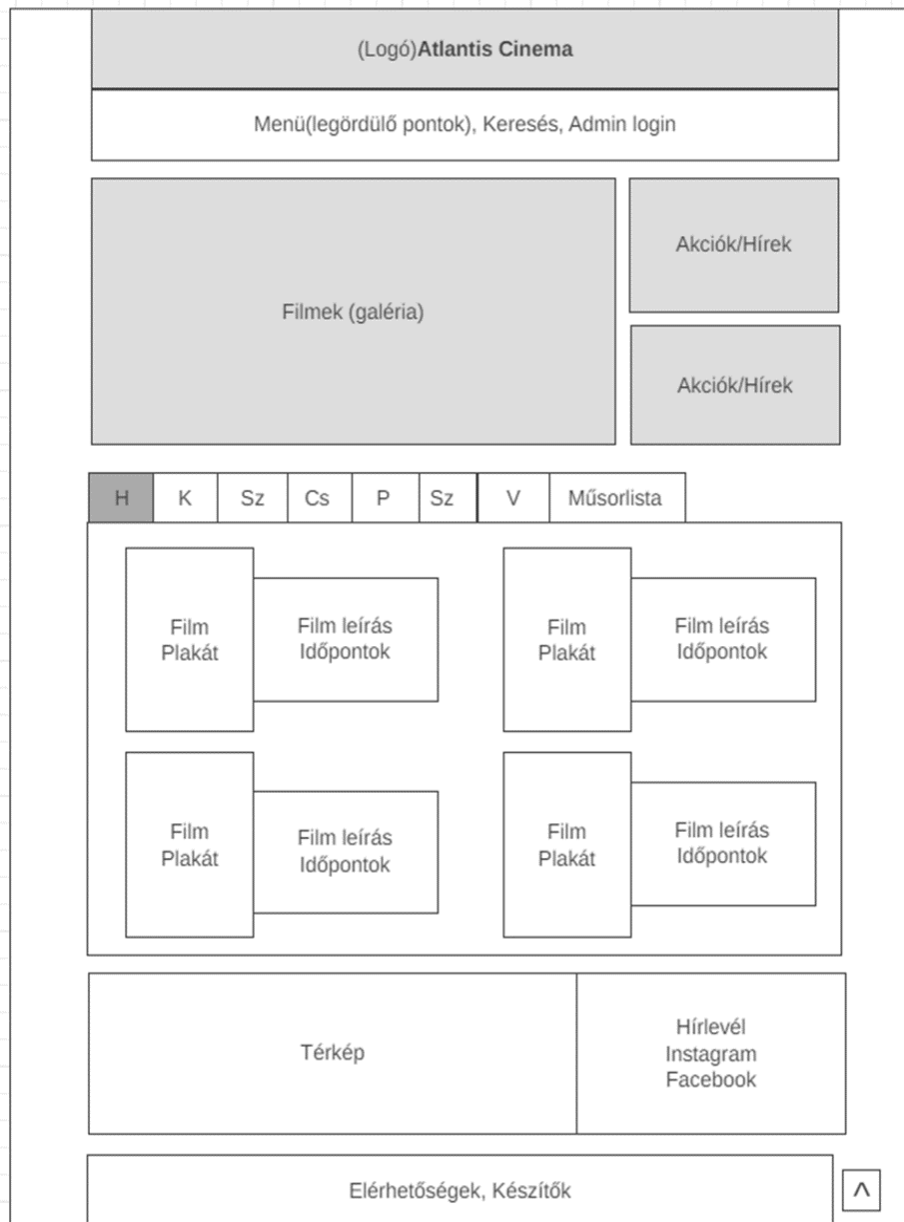 (Logó)Atlantis Cinema
Menü(legördülő pontok), Keresés, Admin login
Filmek (galéria)
Akciók/Hírek
Akciók/Hírek
H K Sz Cs P Sz V Műsorlista
Film
Plakát
Film leírás
Időpontok
Film
Plakát
Film leírás
Időpontok
Film
Plakát
Film leírás
Időpontok
Film
Plakát
Film leírás
Időpontok
Térkép
Hírlevél
Instagram
Facebook
Elérhetőségek, Készítők
^